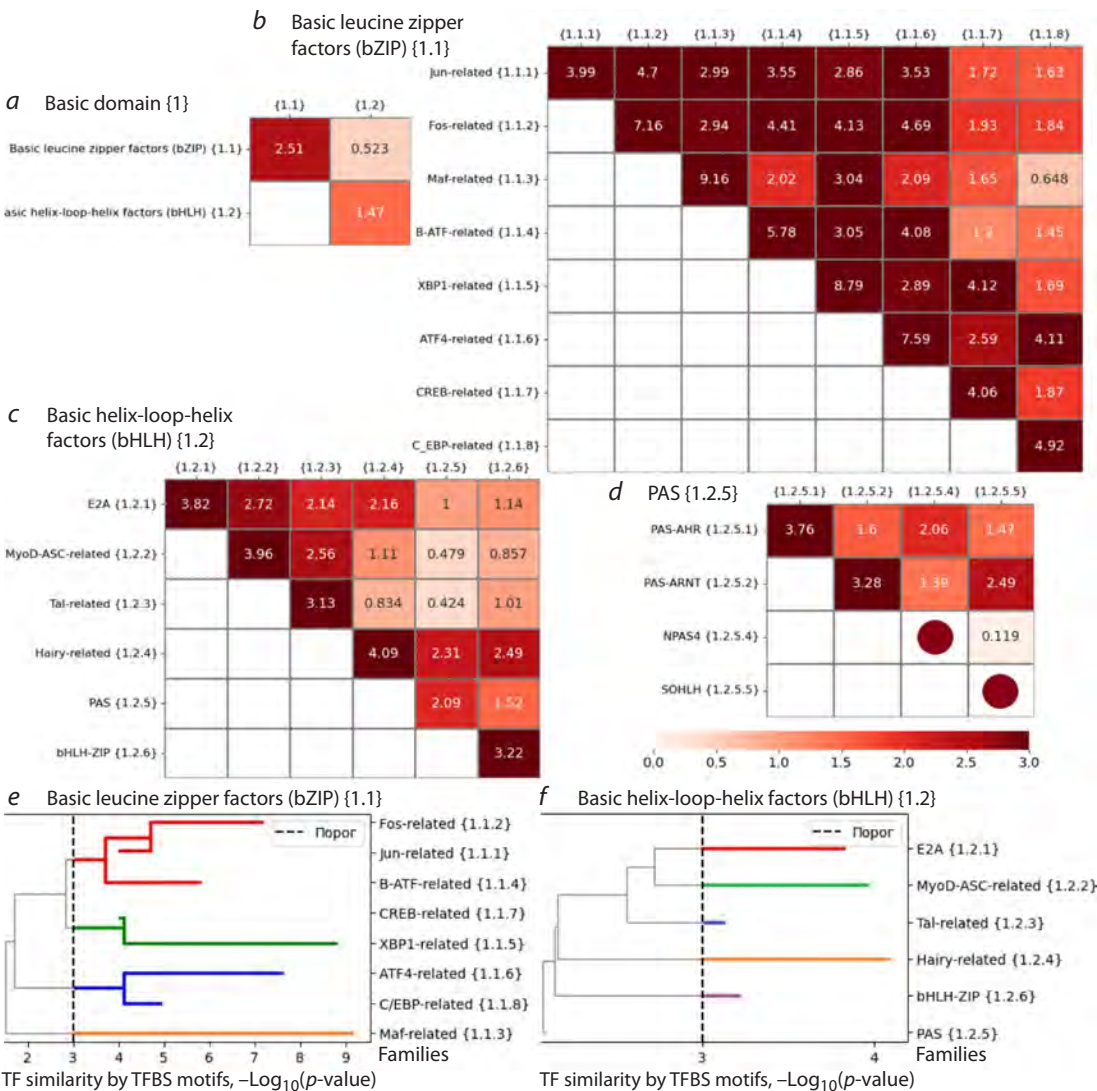 b Basic leucine zipper
factors (bZIP) {1.1}
{1.1.1} {1.1.2} {1.1.3} {1.1.4} {1.1.5} {1.1.6} {1.1.7} {1.1.8}
Jun-related {1.1.1} 3.99 4.7 2.99 3.55 2.86 3.53 1.72 1.63
Fos-related {1.1.2} 7.16 2.94 4.41 4.13 4.69 1.93 1.84
Maf-related {1.1.3} 9.16 2.02 3.04 2.09 1.65 0.648
B-ATF-related {1.1.4} 5.78 3.05 4.08 1.2 1.45
XBP1-related {1.1.5} 8.79 2.89 4.12 1.69
ATF4-related {1.1.6} 7.59 2.59 4.11
CREB-related {1.1.7} 4.06 1.87
C_EBP-related {1.1.8} 4.92
a Basic domain {1}
{1.1} {1.2}
Basic leucine zipper factors (bZIP) {1.1} 2.51 0.523
asic helix-loop-helix factors (bHLH) {1.2} 1.47
c Basic helix-loop-helix
factors (bHLH) {1.2}
{1.2.1} {1.2.2} {1.2.3} {1.2.4} {1.2.5} {1.2.6}
E2A {1.2.1} 3.82 2.72 2.14 2.16 1 1.14
MyoD-ASC-related {1.2.2} 3.96 2.56 1.11 0.479 0.857
Tal-related {1.2.3} 3.13 0.834 0.424 1.01
Hairy-related {1.2.4} 4.09 2.31 2.49
PAS {1.2.5} 2.09 1.52
bHLH-ZIP {1.2.6} 3.22
d PAS {1.2.5}
{1.2.5.1} {1.2.5.2} {1.2.5.4} {1.2.5.5}
PAS-AHR {1.2.5.1} 3.76 1.6 2.06 1.47
PAS-ARNT {1.2.5.2} 3.28 1.39 2.49
NPAS4 {1.2.5.4} 0.119
SOHLH {1.2.5.5}
0.0 0.5 1.0 1.5 2.0 2.5 3.0
e Basic leucine zipper factors (bZIP) {1.1}
Порог
Fos-related {1.1.2}
Jun-related {1.1.1}
B-ATF-related {1.1.4}
CREB-related {1.1.7}
XBP1-related {1.1.5}
ATF4-related {1.1.6}
C/EBP-related {1.1.8}
Maf-related {1.1.3}
2 3 4 5 6 7 8 9 Families
TF similarity by TFBS motifs, –Log10(p-value)
f Basic helix-loop-helix factors (bHLH) {1.2}
Порог
E2A {1.2.1}
MyoD-ASC-related {1.2.2}
Tal-related {1.2.3}
Hairy-related {1.2.4}
bHLH-ZIP {1.2.6}
PAS {1.2.5}
3 4 Families
TF similarity by TFBS motifs, –Log10(p-value)